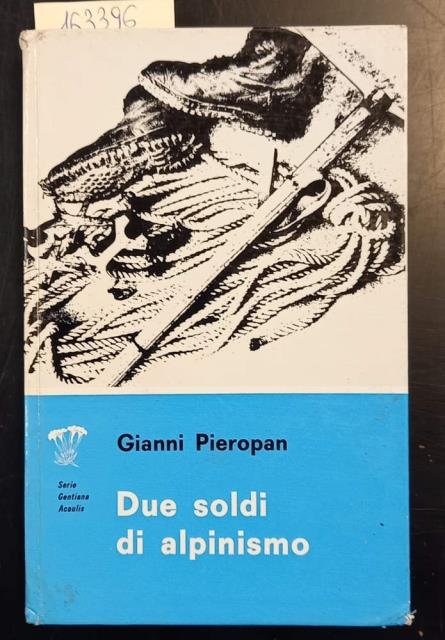 163396
Gianni Pieropan
Serie
Gentiana
Acaulis
Due soldi
di alpinismo